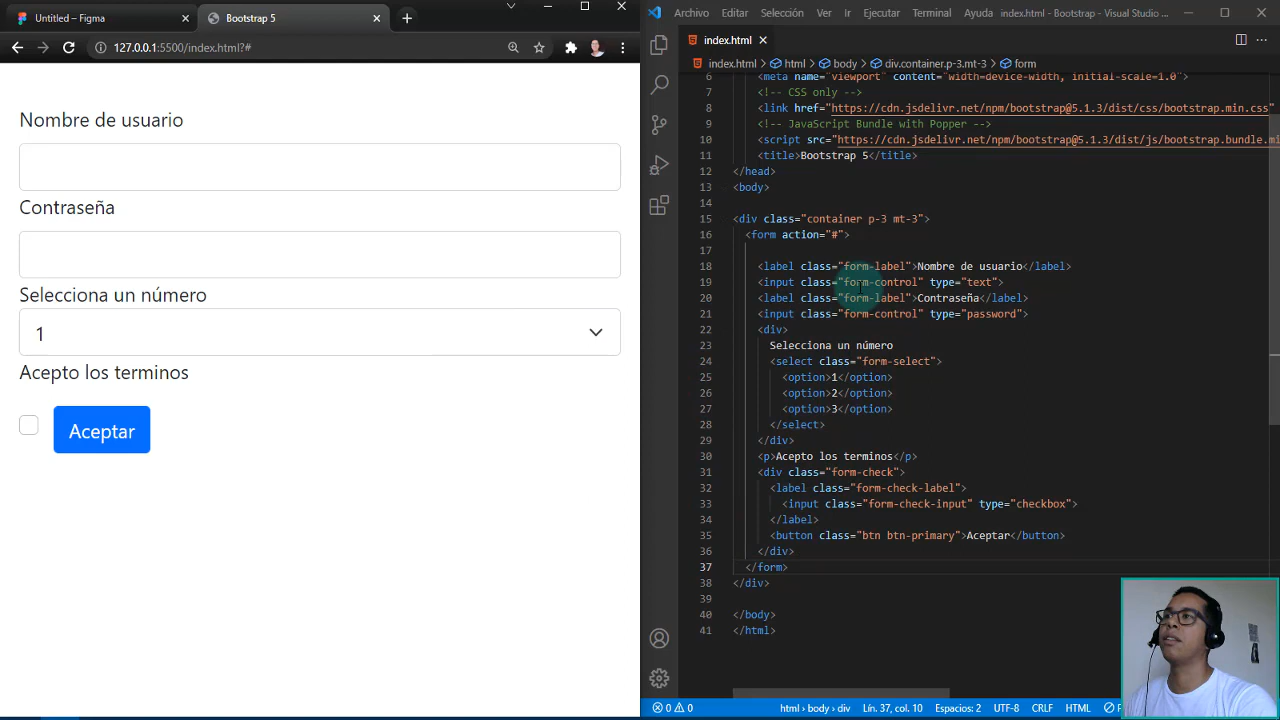 Untitled – Figma
Bootstrap 5
127.0.0.1:5500/index.html?#
Nombre de usuario
Contraseña
Selecciona un número
1
Acepto los terminos
Aceptar
Archivo Editar Selección Ver Ir Ejecutar Terminal Ayuda index.html - Bootstrap - Visual Studio ...
index.html
index.html > html > body > div.container.p-3.mt-3 > form
6 <meta name="viewport" content="width=device-width, initial-scale=1.0">
7 <!-- CSS only -->
8 <link href="https://cdn.jsdelivr.net/npm/bootstrap@5.1.3/dist/css/bootstrap.min.css"
9 <!-- JavaScript Bundle with Popper -->
10 <script src="https://cdn.jsdelivr.net/npm/bootstrap@5.1.3/dist/js/bootstrap.bundle.mi
11 <title>Bootstrap 5</title>
12 </head>
13 <body>
14
15 <div class="container p-3 mt-3">
16 <form action="#">
17
18 <label class="form-label">Nombre de usuario</label>
19 <input class="form-control" type="text">
20 <label class="form-label">Contraseña</label>
21 <input class="form-control" type="password">
22 <div>
23 Selecciona un número
24 <select class="form-select">
25 <option>1</option>
26 <option>2</option>
27 <option>3</option>
28 </select>
29 </div>
30 <p>Acepto los terminos</p>
31 <div class="form-check">
32 <label class="form-check-label">
33 <input class="form-check-input" type="checkbox">
34 </label>
35 <button class="btn btn-primary">Aceptar</button>
36 </div>
37 </form>
38 </div>
39
40 </body>
41 </html>
0 0 html > body > div Lín. 37, col. 10 Espacios: 2 UTF-8 CRLF HTML